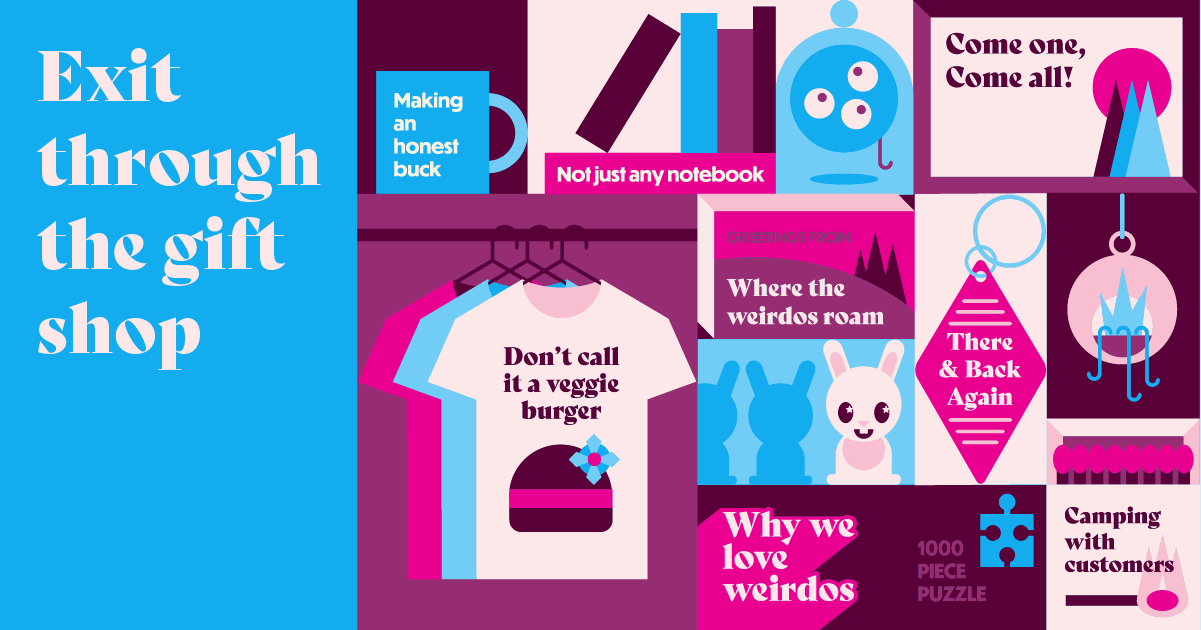 Exit
through
the gift
shop
Making
an
honest
buck
Not just any notebook
Come one,
Come all!
GREETINGS FROM
Where the
weirdos roam
There
& Back
Again
Don’t call
it a veggie
burger
Why we
love
weirdos
1000
PIECE
PUZZLE
Camping
with
customers